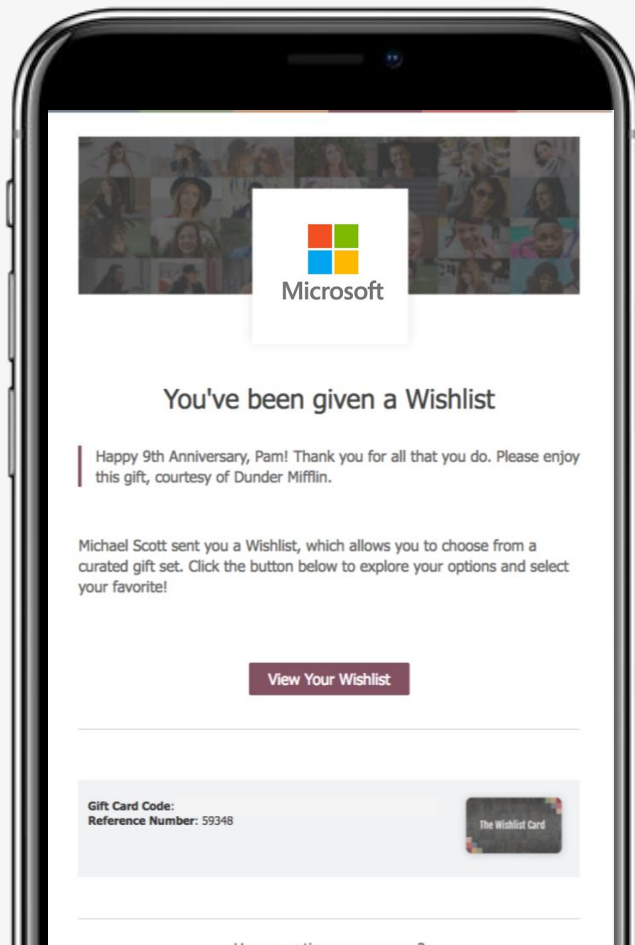 Microsoft
You've been given a Wishlist
Happy 9th Anniversary, Pam! Thank you for all that you do. Please enjoy
this gift, courtesy of Dunder Mifflin.
Michael Scott sent you a Wishlist, which allows you to choose from a
curated gift set. Click the button below to explore your options and select
your favorite!
View Your Wishlist
Gift Card Code:
Reference Number: 59348
The Wishlist Card